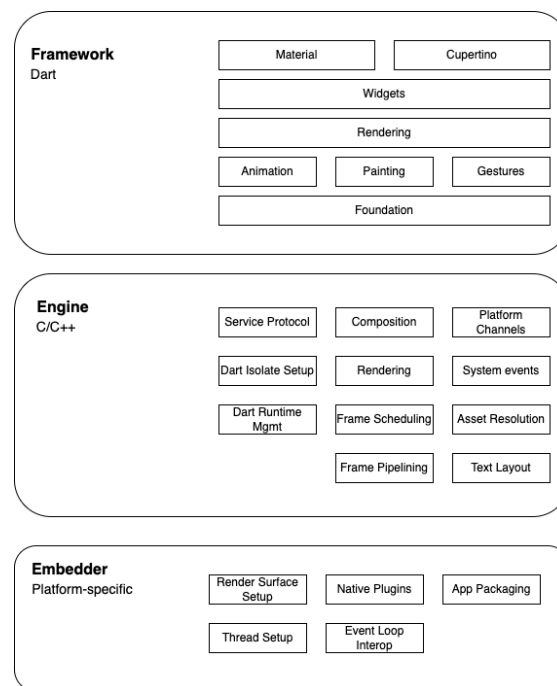 Framework
Dart
Material
Cupertino
Widgets
Rendering
Animation
Painting
Gestures
Foundation
Engine
C/C++
Service Protocol
Composition
Platform
Channels
Dart Isolate Setup
Rendering
System events
Dart Runtime
Mgmt
Frame Scheduling
Asset Resolution
Frame Pipelining
Text Layout
Embedder
Platform-specific
Render Surface
Setup
Native Plugins
App Packaging
Thread Setup
Event Loop
Interop